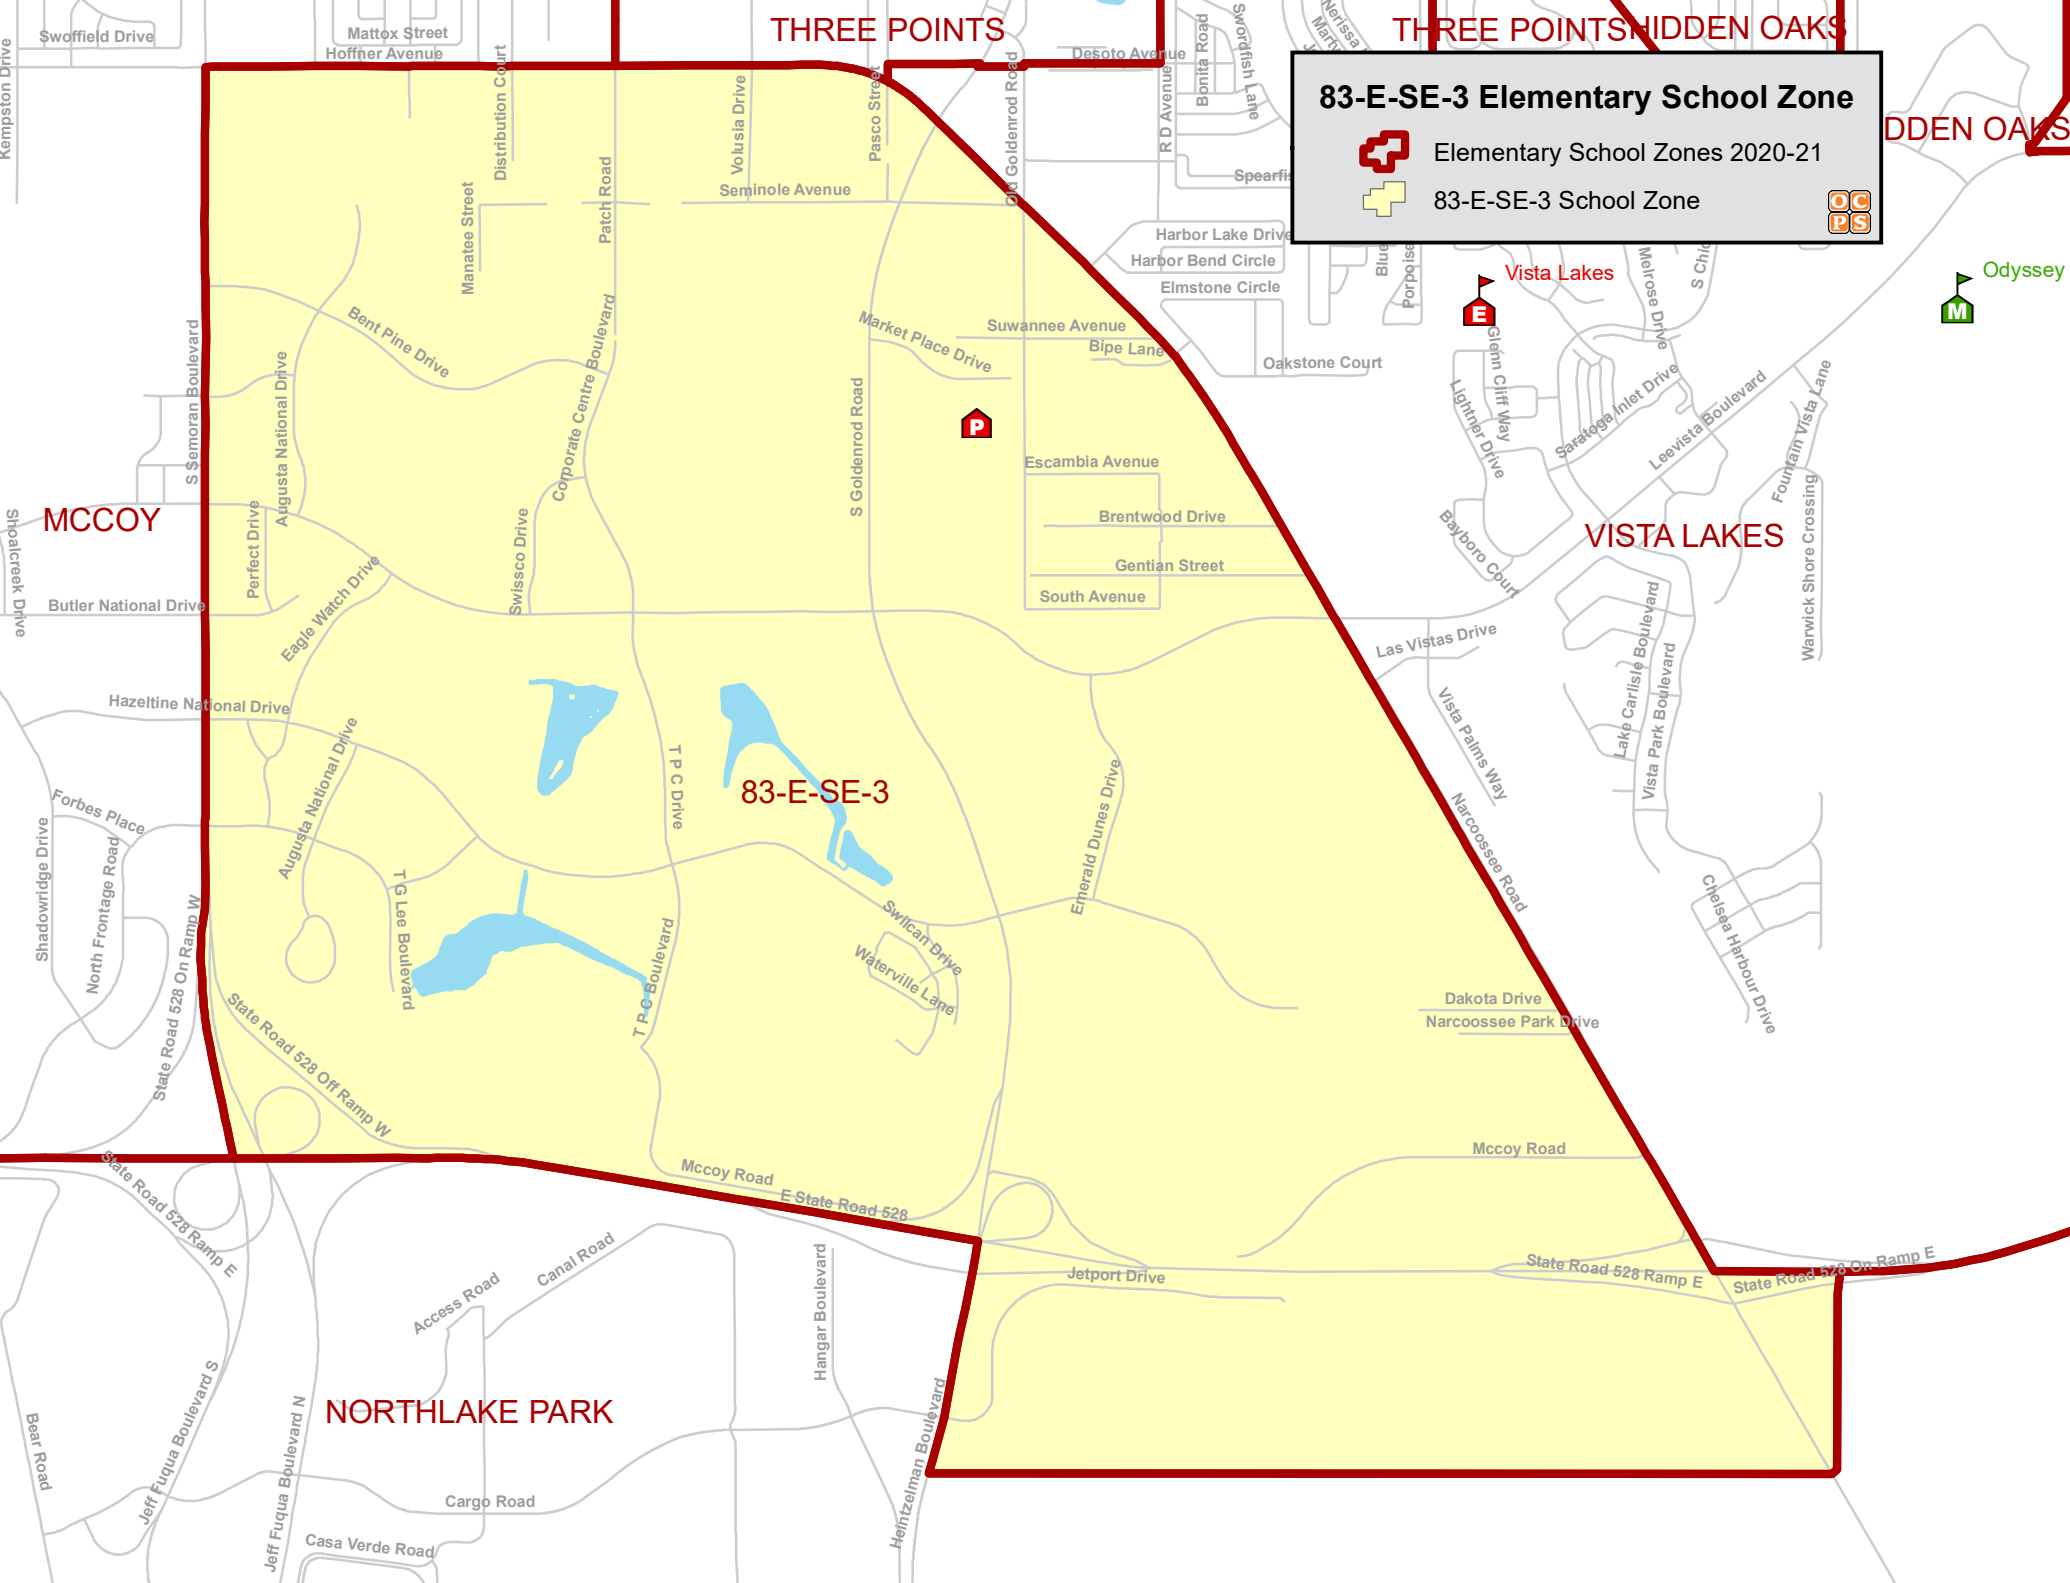 THREE POINTS
THREE POINTS
HIDDEN OAKS
Swoffield Drive
Mattox Street
Hoffner Avenue
Desoto Avenue
Kempston Drive
Distribution Court
Volusia Drive
Pasco Street
Old Goldenrod Road
R D Avenue
Bonita Road
Swordfish Lane
Nerissa
83-E-SE-3 Elementary School Zone
Elementary School Zones 2020-21
83-E-SE-3 School Zone
OCPS
DDEN OAKS
Manatee Street
Patch Road
Seminole Avenue
Harbor Lake Drive
Harbor Bend Circle
Elmstone Circle
Blue
Porpoise
Melrose Drive
S Chic
Vista Lakes
E
Odyssey
M
S Semoran Boulevard
Bent Pine Drive
Augusta National Drive
Corporate Centre Boulevard
Market Place Drive
Suwannee Avenue
Bipe Lane
Oakstone Court
Glenn Cliff Way
Lightner Drive
Saratoga Inlet Drive
Leevista Boulevard
Fountain Vista Lane
P
S Goldenrod Road
Escambia Avenue
Brentwood Drive
Gentian Street
South Avenue
MCCOY
VISTA LAKES
Shoalcreek Drive
Perfect Drive
Swissco Drive
Bayboro Court
Warwick Shore Crossing
Butler National Drive
Eagle Watch Drive
Las Vistas Drive
Lake Carlisle Boulevard
Vista Park Boulevard
Hazeltine National Drive
Augusta National Drive
T P C Drive
Vista Palms Way
83-E-SE-3
Emerald Dunes Drive
Narcoossee Road
Forbes Place
Shadowridge Drive
North Frontage Road
T G Lee Boulevard
Swilcan Drive
Waterville Lane
Chelsea Harbour Drive
State Road 528 On Ramp W
State Road 528 Off Ramp W
T P C Boulevard
Dakota Drive
Narcoossee Park Drive
Mccoy Road
Mccoy Road
E State Road 528
State Road 528 Ramp E
Jetport Drive
State Road 528 Ramp E
State Road 528 On Ramp E
Canal Road
Access Road
Hangar Boulevard
NORTHLAKE PARK
Heintzelman Boulevard
Bear Road
Jeff Fuqua Boulevard S
Jeff Fuqua Boulevard N
Cargo Road
Casa Verde Road